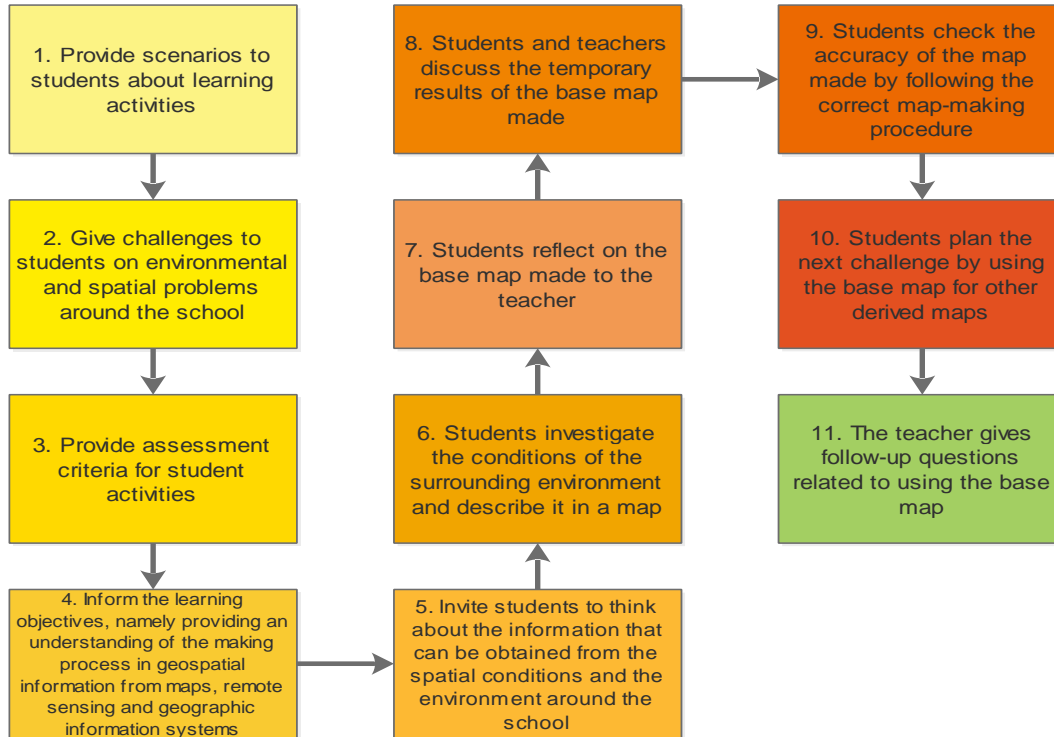 1. Provide scenarios to
students about learning
activities
2. Give challenges to
students on environmental
and spatial problems
around the school
3. Provide assessment
criteria for student
activities
4. Inform the learning
objectives, namely providing an
understanding of the making
process in geospatial
information from maps, remote
sensing and geographic
information systems
5. Invite students to think
about the information that
can be obtained from the
spatial conditions and the
environment around the
school
6. Students investigate
the conditions of the
surrounding environment
and describe it in a map
7. Students reflect on the
base map made to the
teacher
8. Students and teachers
discuss the temporary
results of the base map
made
9. Students check the
accuracy of the map
made by following the
correct map-making
procedure
10. Students plan the
next challenge by using
the base map for other
derived maps
11. The teacher gives
follow-up questions
related to using the base
map